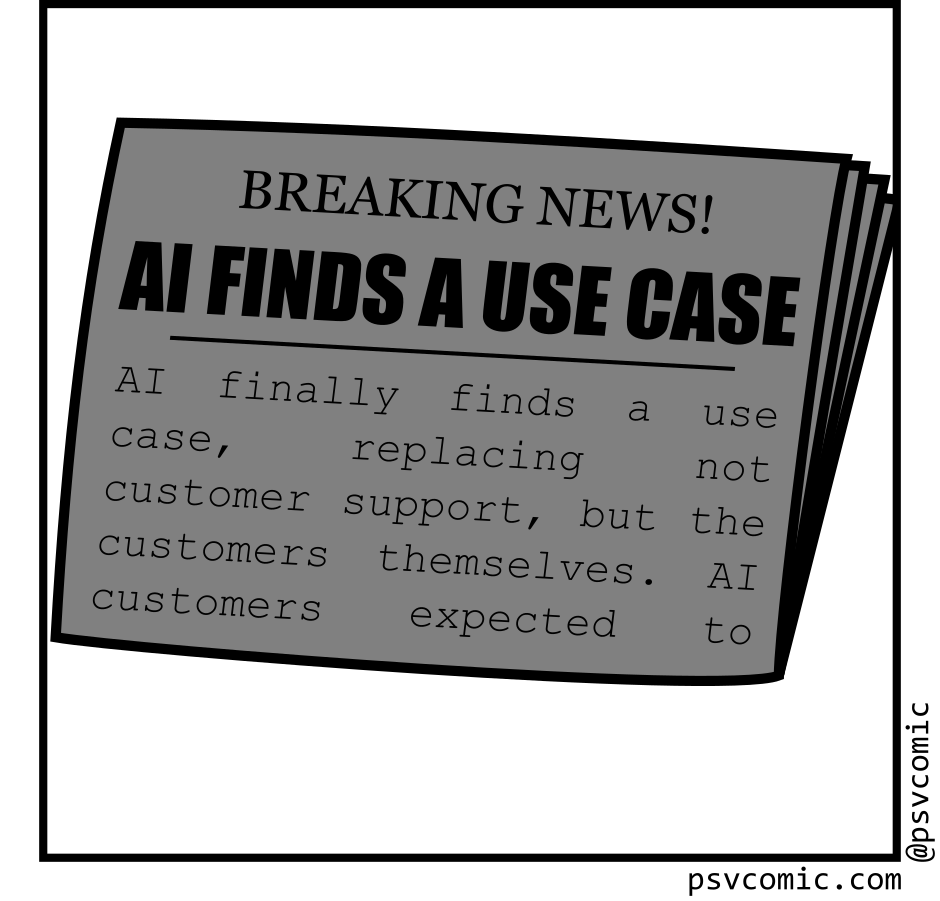 BREAKING NEWS!
AI FINDS A USE CASE
AI finally finds a use
case, replacing not
customer support, but the
customers themselves. AI
customers expected to
@psvcomic
psvcomic.com